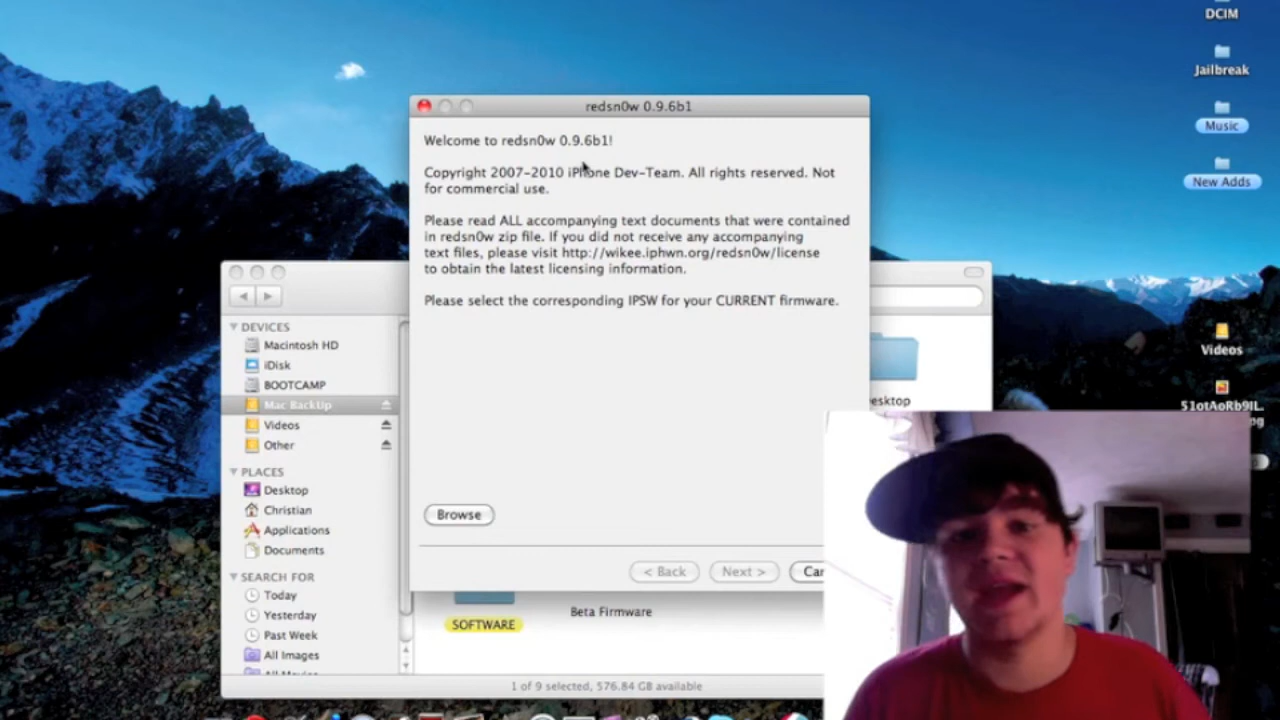 DCIM
Jailbreak
Music
New Adds
redsn0w 0.9.6b1
Welcome to redsn0w 0.9.6b1!
Copyright 2007-2010 iPhone Dev-Team. All rights reserved. Not
for commercial use.
Please read ALL accompanying text documents that were contained
in redsn0w zip file. If you did not receive any accompanying
text files, please visit http://wikee.iphwn.org/redsn0w/license
to obtain the latest licensing information.
Please select the corresponding IPSW for your CURRENT firmware.
Browse
< Back
Next >
Can
DEVICES
Macintosh HD
iDisk
BOOTCAMP
Mac BackUp
Videos
Other
PLACES
Desktop
Christian
Applications
Documents
SEARCH FOR
Today
Yesterday
Past Week
All Images
All Movies
esktop
SOFTWARE
Beta Firmware
1 of 9 selected, 576.84 GB available
Videos
51otAoRb9IL.